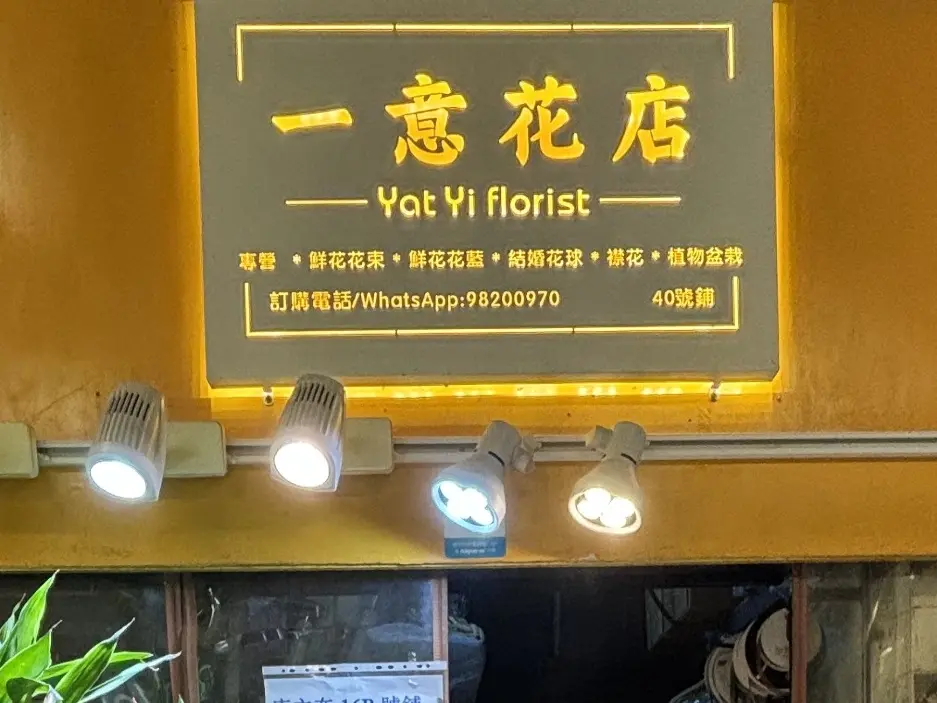 一意花店
Yat Yi florist
專營 * 鮮花花束 * 鮮花花藍 * 結婚花球 * 襟花 * 植物盆栽
訂購電話/WhatsApp:98200970 40號鋪